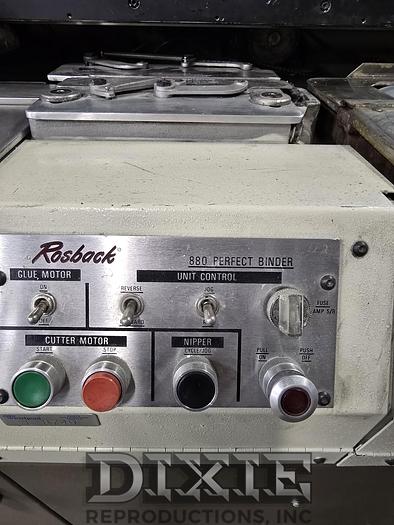 Rosback®
880 PERFECT BINDER
GLUE MOTOR
UNIT CONTROL
ON
REVERSE
JOG
OFF
FUSE
AMP S/B
CUTTER MOTOR
NIPPER
START
STOP
CYCLE/JOG
PULL
ON
PUSH
OFF
DIXIE
REPRODUCTIONS, INC